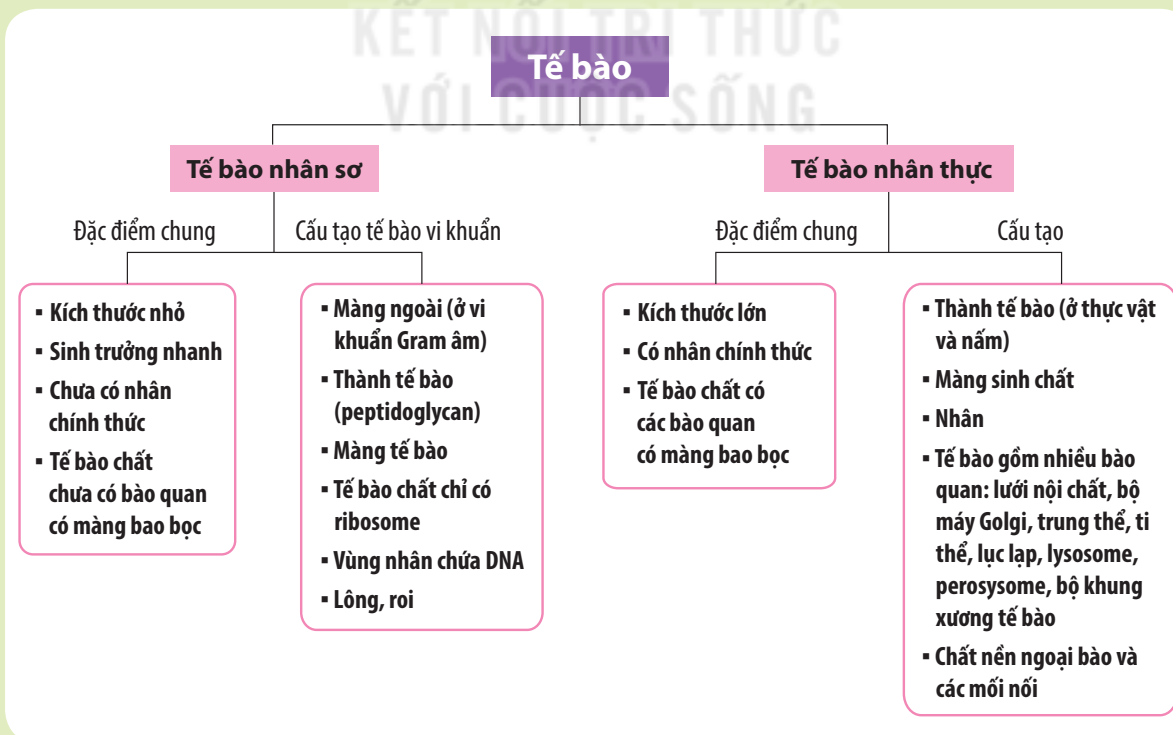 KẾT NỐI TRI THỨC
VỚI CUỘC SỐNG
Tế bào
Tế bào nhân sơ
Tế bào nhân thực
Đặc điểm chung
Cấu tạo tế bào vi khuẩn
Đặc điểm chung
Cấu tạo
▪ Kích thước nhỏ
▪ Sinh trưởng nhanh
▪ Chưa có nhân
chính thức
▪ Tế bào chất
chưa có bào quan
có màng bao bọc
▪ Màng ngoài (ở vi
khuẩn Gram âm)
▪ Thành tế bào
(peptidoglycan)
▪ Màng tế bào
▪ Tế bào chất chỉ có
ribosome
▪ Vùng nhân chứa DNA
▪ Lông, roi
▪ Kích thước lớn
▪ Có nhân chính thức
▪ Tế bào chất có
các bào quan
có màng bao bọc
▪ Thành tế bào (ở thực vật
và nấm)
▪ Màng sinh chất
▪ Nhân
▪ Tế bào gồm nhiều bào
quan: lưới nội chất, bộ
máy Golgi, trung thể, ti
thể, lục lạp, lysosome,
perosysome, bộ khung
xương tế bào
▪ Chất nền ngoại bào và
các mối nối